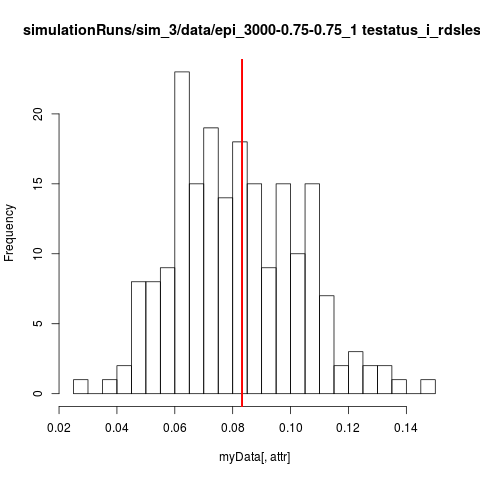 simulationRuns/sim_3/data/epi_3000-0.75-0.75_1 testatus_i_rdsles
Frequency
20
15
10
5
0
0.02 0.04 0.06 0.08 0.10 0.12 0.14
myData[, attr]